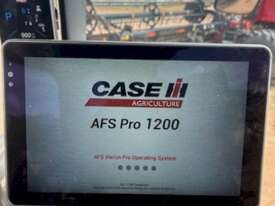 CASE IH
AGRICULTURE
AFS Pro 1200
AFS Vision Pro Operating System